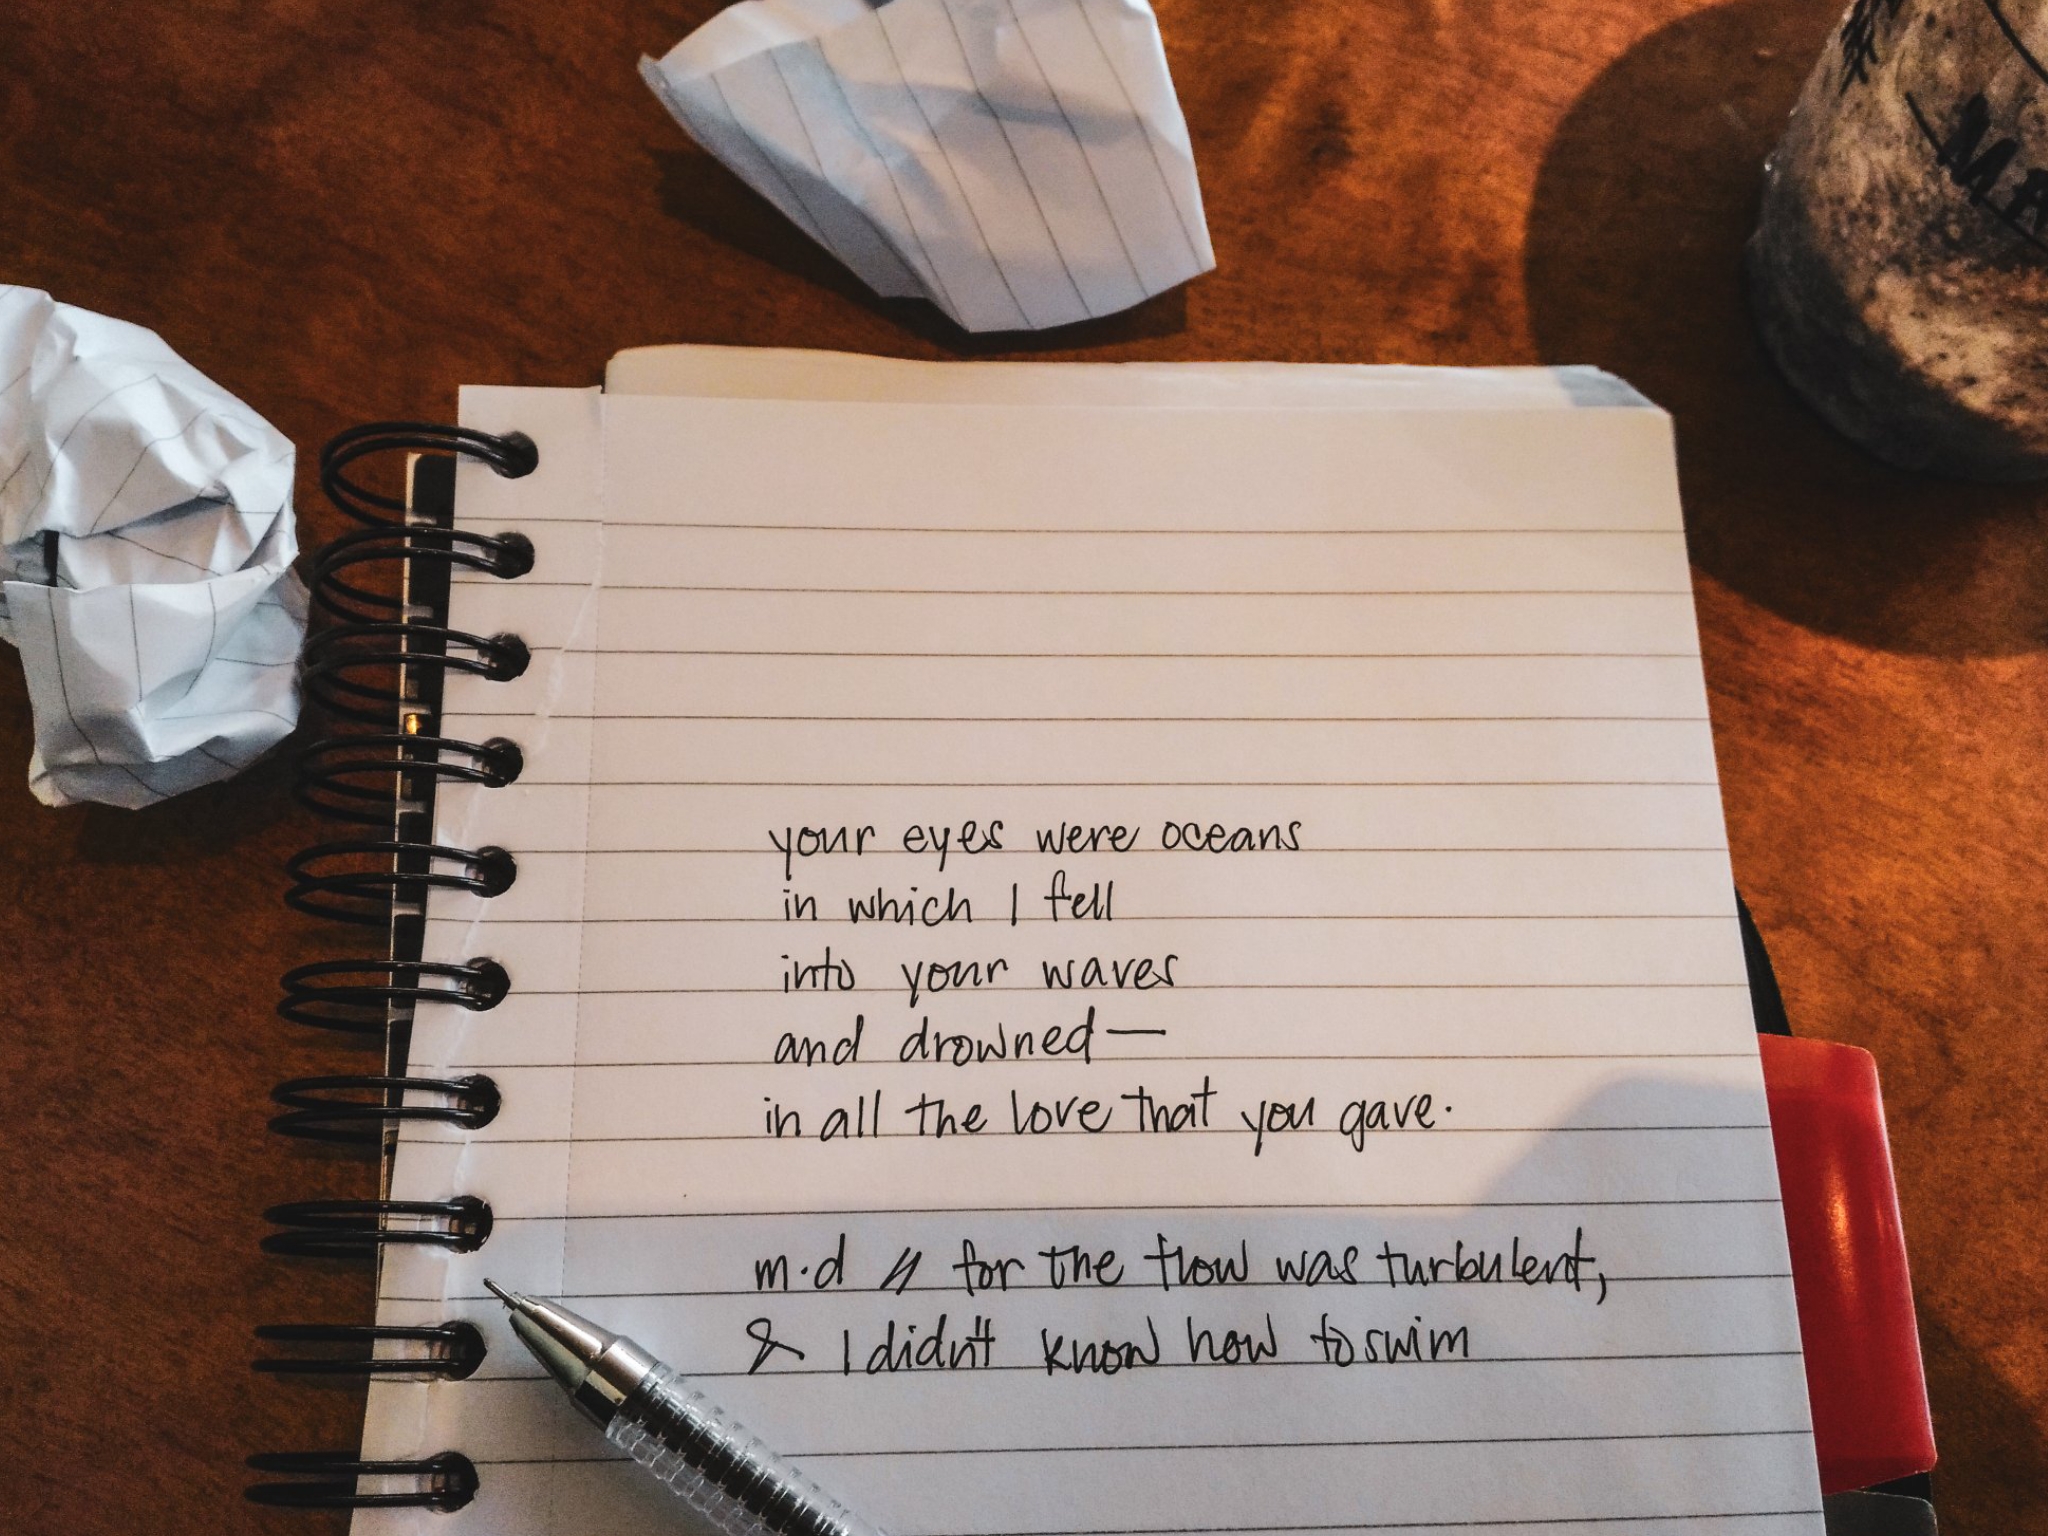 your eyes were oceans
in which I fell
into your waves
and drowned—
in all the love that you gave.
m.d // for the flow was turbulent,
& I didn't know how to swim